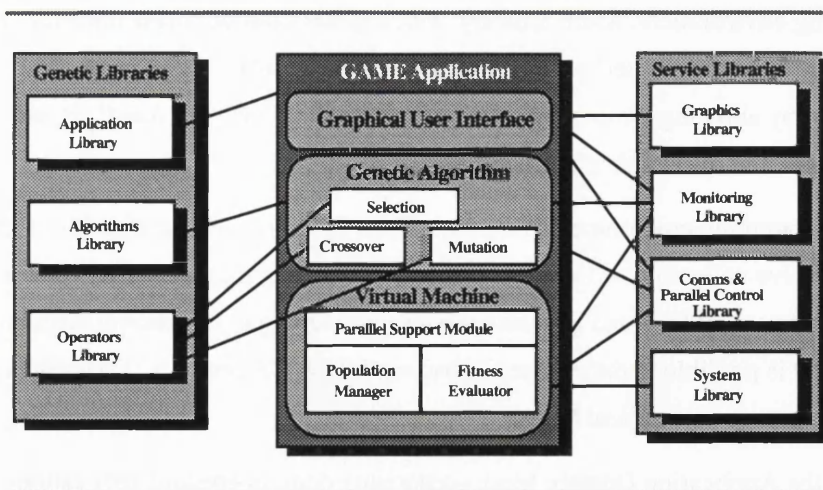 Genetic Libraries
Application
Library
Algorithms
Library
Operators
Library
GAME Application
Graphical User Interface
Genetic Algorithm
Selection
Crossover
Mutation
Virtual Machine
Paralllel Support Module
Population
Manager
Fitness
Evaluator
Service Libraries
Graphics
Library
Monitoring
Library
Comms &
Parallel Control
Library
System
Library